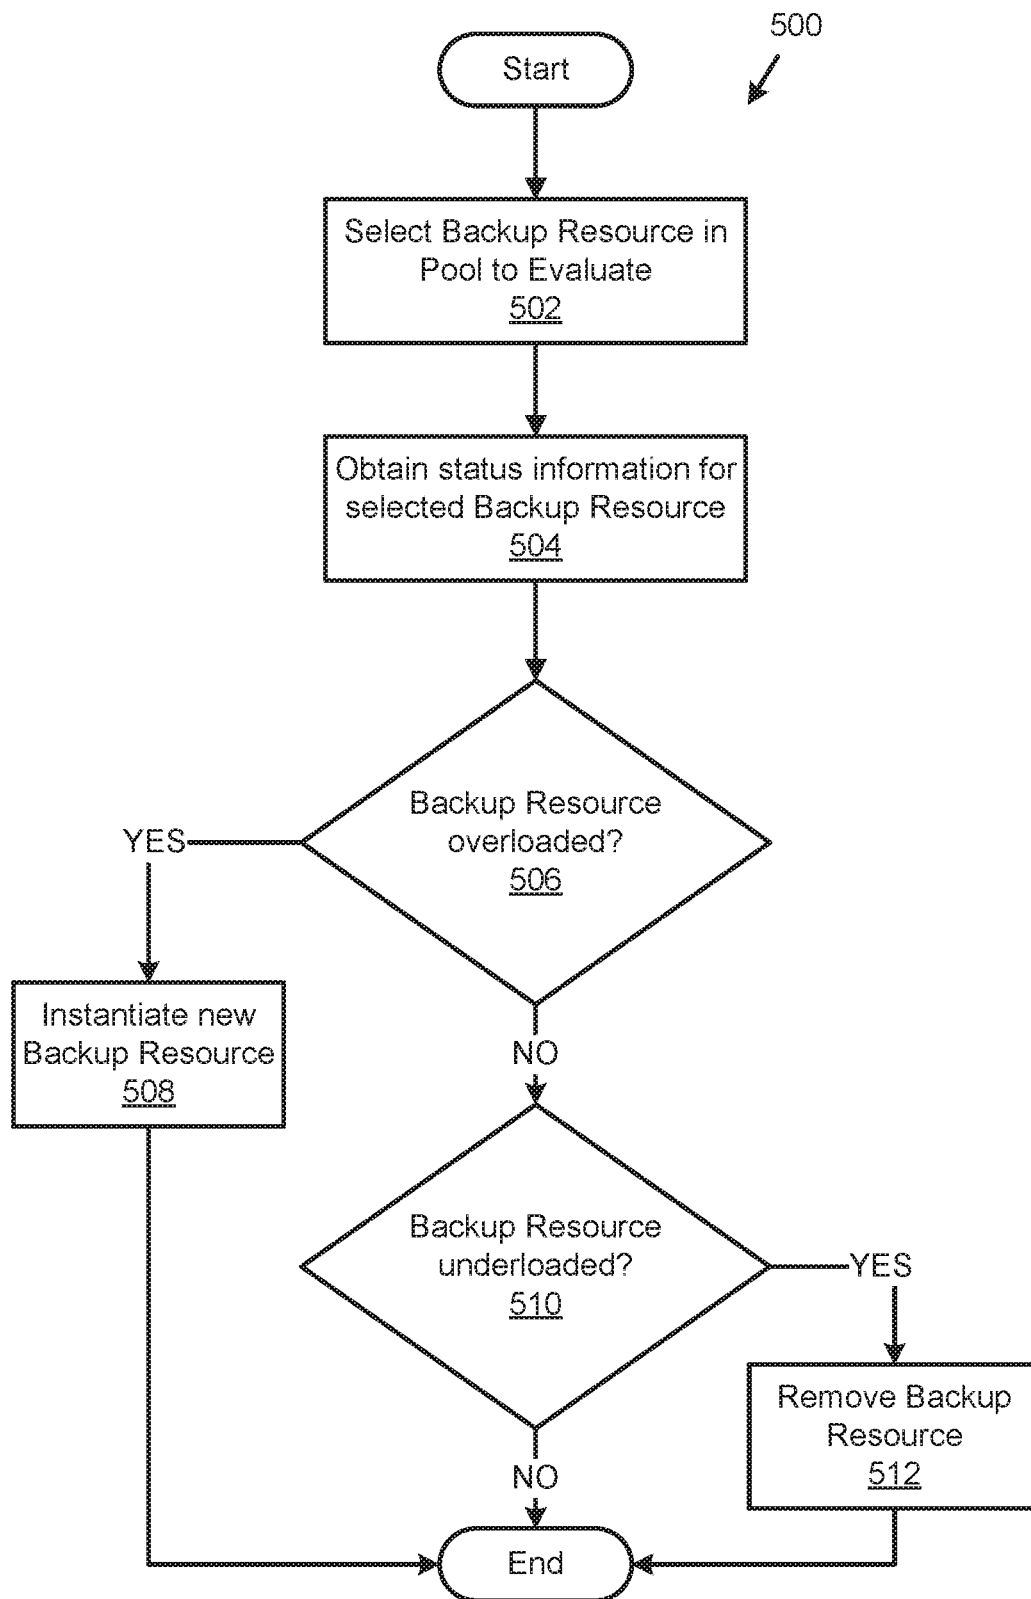 500
Start
Select Backup Resource in
Pool to Evaluate
502
Obtain status information for
selected Backup Resource
504
Backup Resource
overloaded?
506
YES
Instantiate new
Backup Resource
508
NO
Backup Resource
underloaded?
510
YES
Remove Backup
Resource
512
NO
End